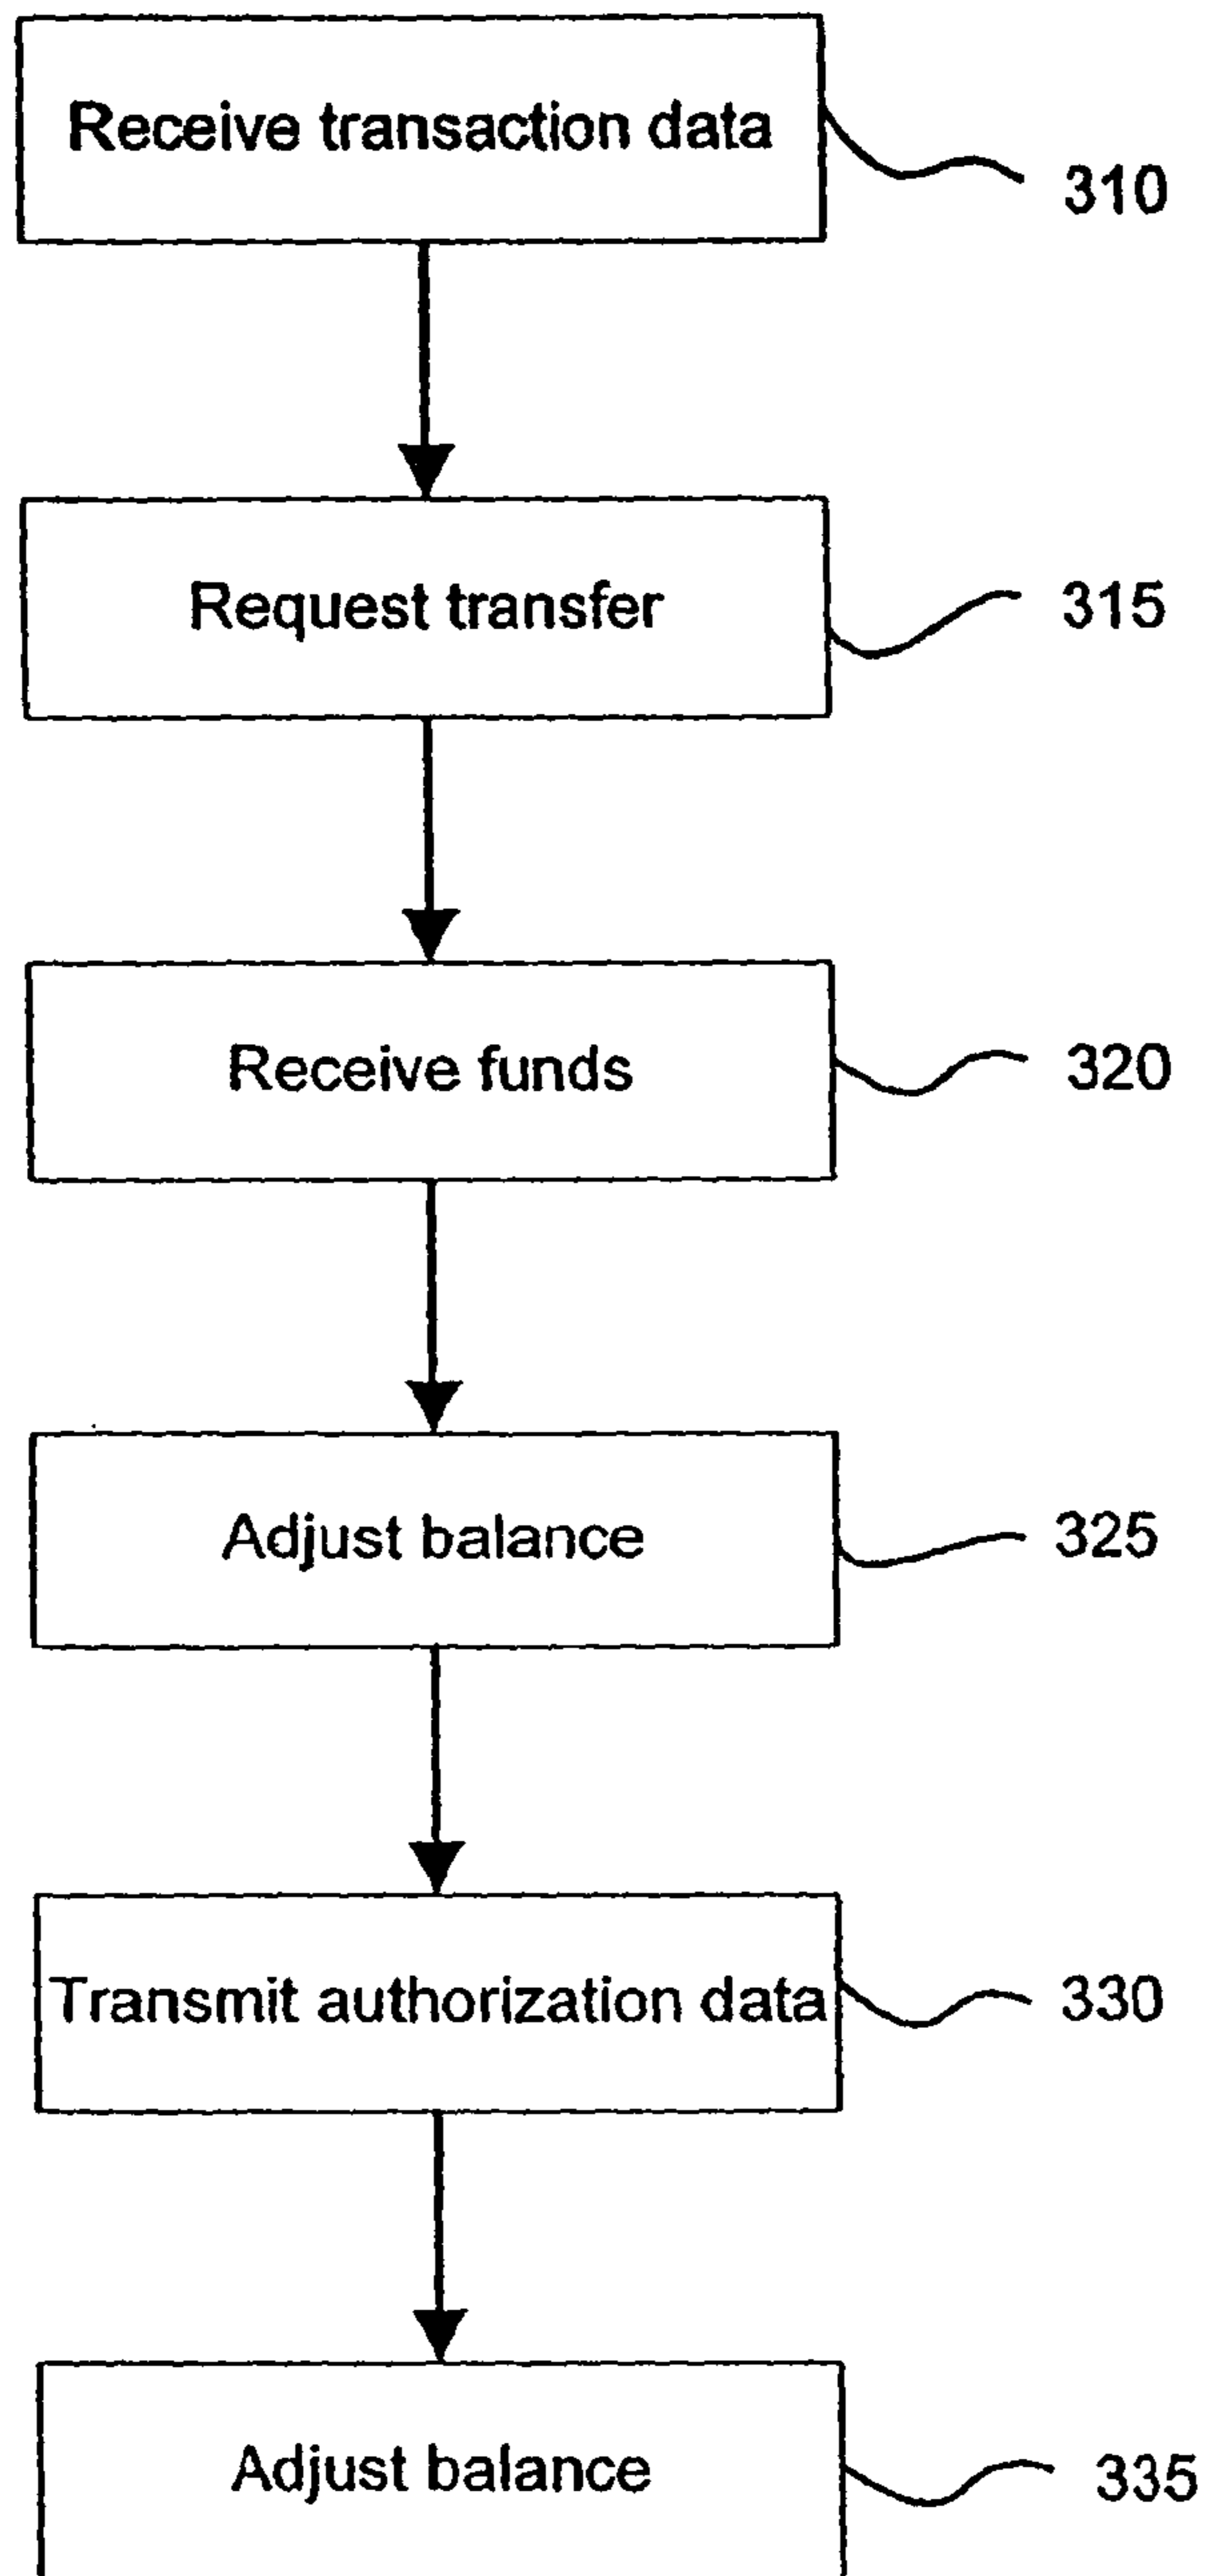 Receive transaction data
310
Request transfer
315
Receive funds
320
Adjust balance
325
Transmit authorization data
330
Adjust balance
335